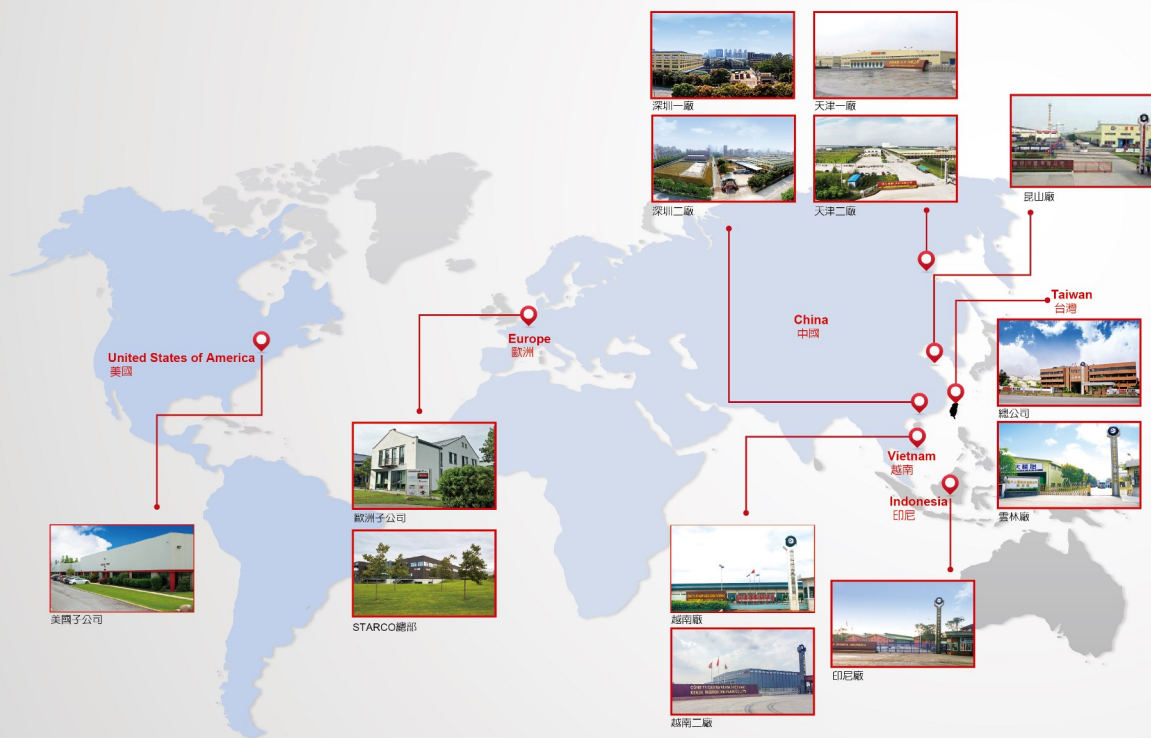 深圳一廠
天津一廠
深圳二廠
天津二廠
昆山廠
Taiwan
台灣
China
中國
Europe
歐洲
United States of America
美國
總公司
Vietnam
越南
Indonesia
印尼
雲林廠
歐洲子公司
美國子公司
STARCO總部
越南廠
印尼廠
越南二廠